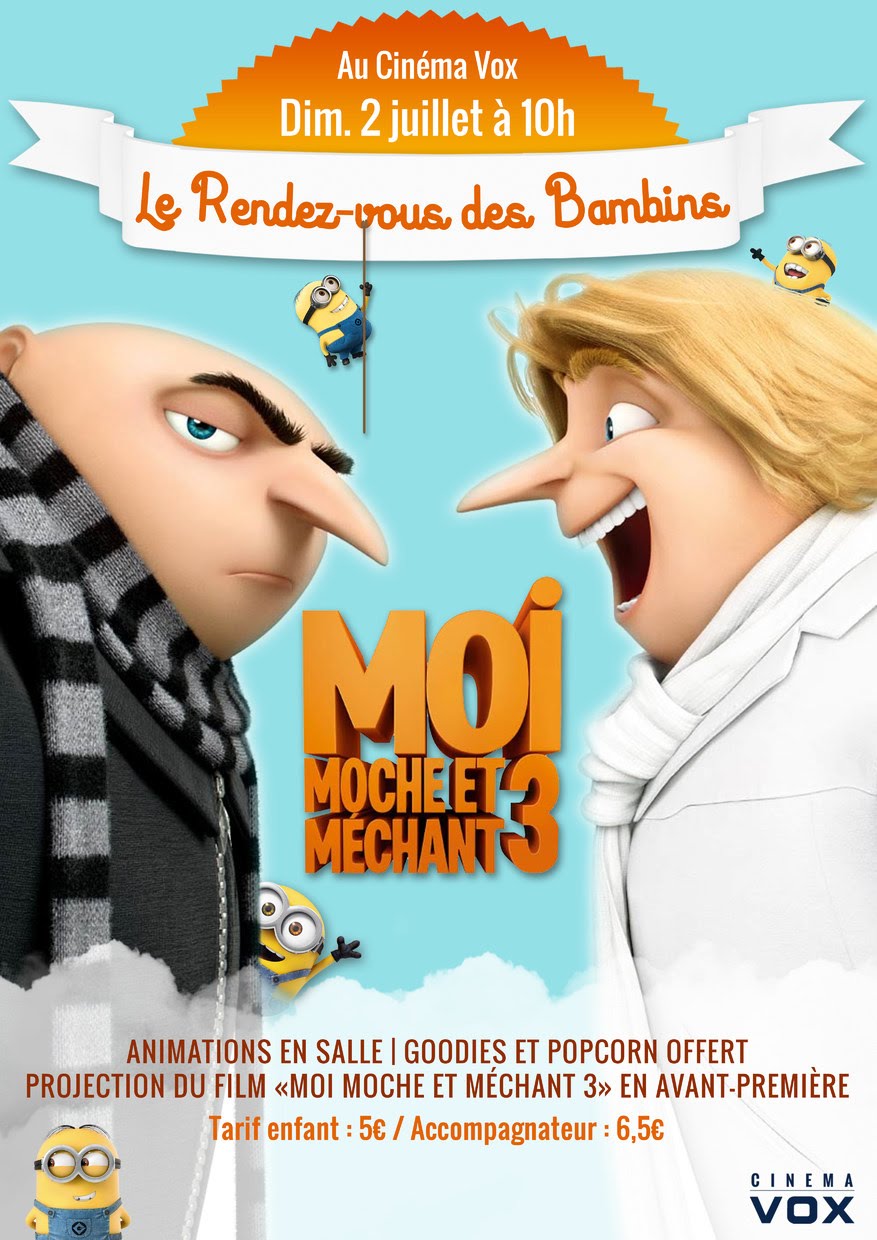 Au Cinéma Vox
Dim. 2 juillet à 10h
Le Rendez-vous des Bambins
MOI
MOCHE ET
MÉCHANT 3
ANIMATIONS EN SALLE | GOODIES ET POPCORN OFFERT
PROJECTION DU FILM «MOI MOCHE ET MÉCHANT 3» EN AVANT-PREMIÈRE
Tarif enfant : 5€ / Accompagnateur : 6,5€
CINEMA
VOX